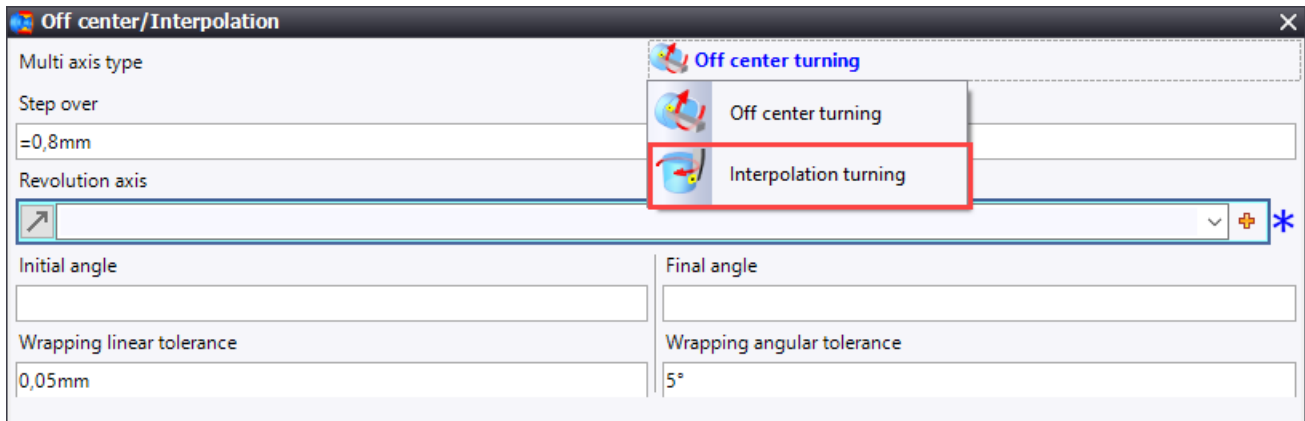 Off center/Interpolation
Multi axis type
Off center turning
Off center turning
Interpolation turning
Step over
=0,8mm
Revolution axis
Initial angle
Final angle
Wrapping linear tolerance
Wrapping angular tolerance
0,05mm
5°